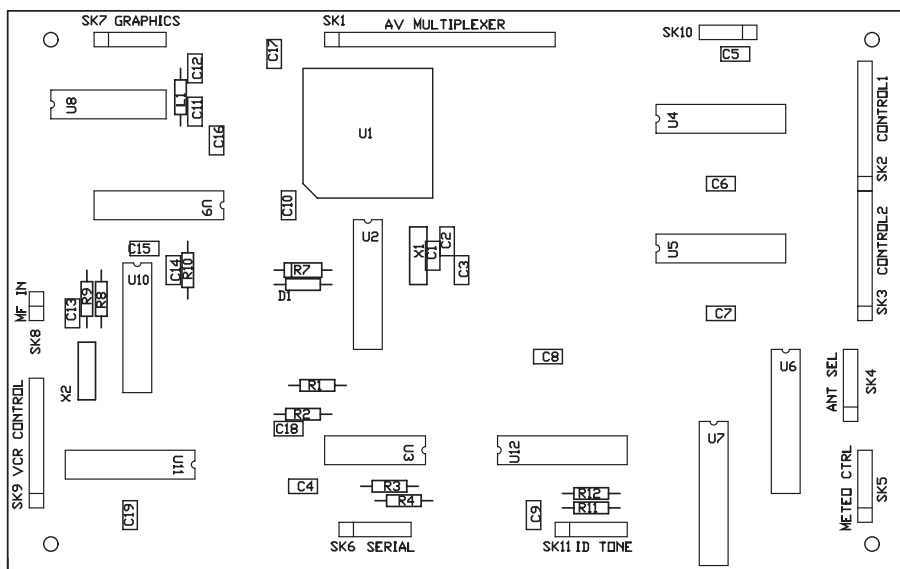 SK7 GRAPHICS
SK1
AV MULTIPLEXER
SK10
C17
C5
C12
L1
C11
U8
C16
U1
U4
SK2 CONTROL1
C6
U9
C10
U2
X1
C1
C2
C3
U5
SK3 CONTROL2
C15
C14
R10
U10
R7
D1
MF IN
SK8
C13
R9
R8
C7
X2
C8
U6
ANT SEL
SK4
R1
R2
C18
SK9 VCR CONTROL
U11
U3
U12
U7
C4
R3
R4
R12
R11
C9
C19
METEO CTRL
SK5
SK6 SERIAL
SK11 ID TONE